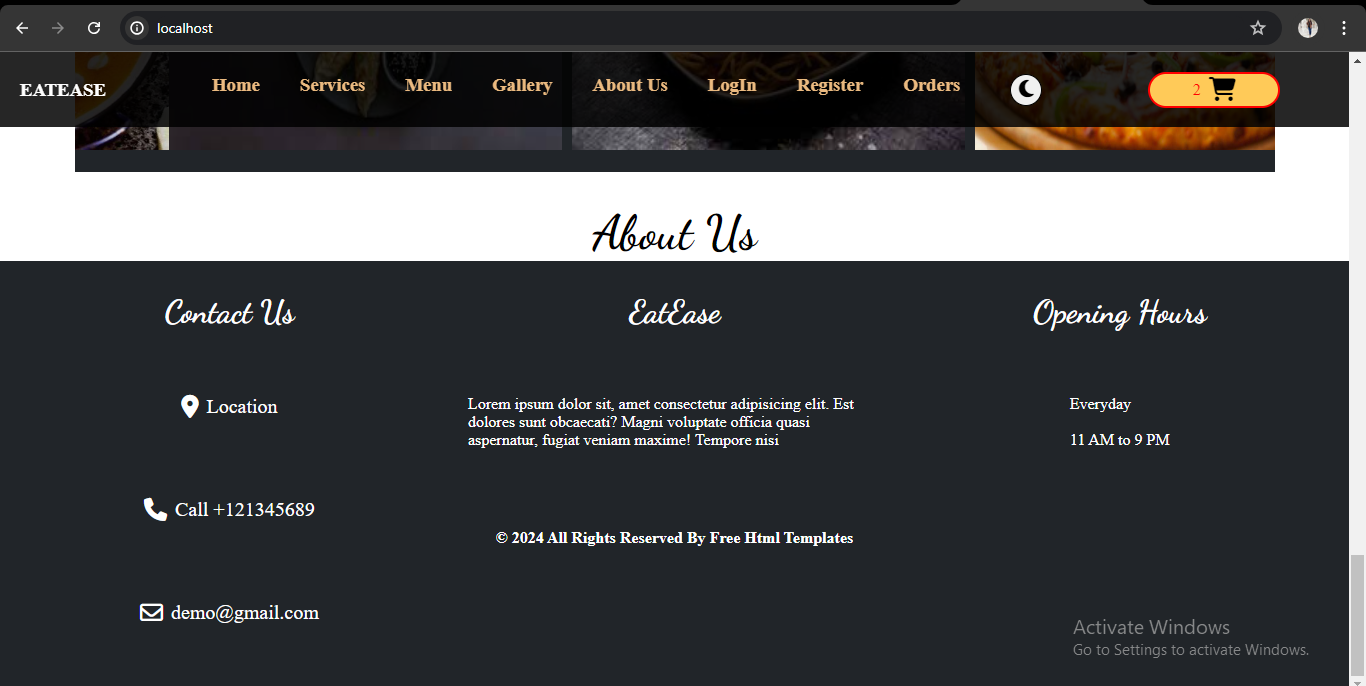 localhost
EATEASE
Home Services Menu Gallery About Us LogIn Register Orders
2
About Us
Contact Us
EatEase
Opening Hours
Location
Lorem ipsum dolor sit, amet consectetur adipisicing elit. Est
dolores sunt obcaecati? Magni voluptate officia quasi
aspernatur, fugiat veniam maxime! Tempore nisi
Everyday
11 AM to 9 PM
Call +121345689
© 2024 All Rights Reserved By Free Html Templates
demo@gmail.com
Activate Windows
Go to Settings to activate Windows.